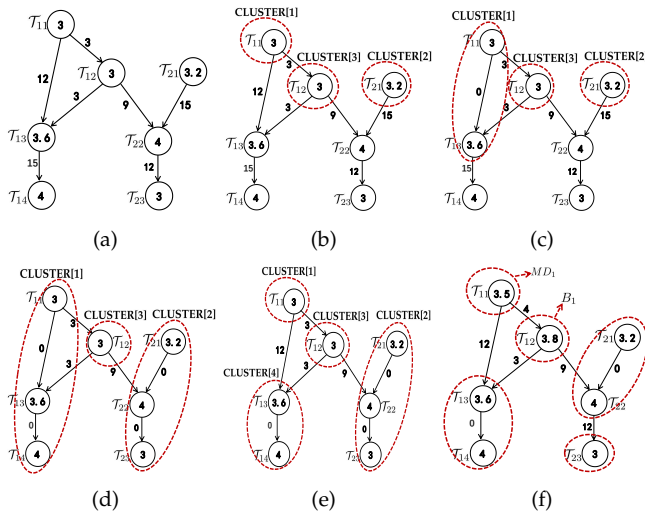 𝒯11 3
3
12 𝒯12 3
𝒯21 3.2
3 9 15
𝒯13 3.6
𝒯22 4
15 12
𝒯14 4
𝒯23 3
(a)
CLUSTER[1]
𝒯11 3
3 CLUSTER[3] CLUSTER[2]
12 𝒯12 3
𝒯21 3.2
3 9 15
𝒯13 3.6
𝒯22 4
15 12
𝒯14 4
𝒯23 3
(b)
CLUSTER[1]
𝒯11 3
3 CLUSTER[3] CLUSTER[2
0 𝒯12 3
𝒯21 3.2
3 9 15
𝒯13 3.6
𝒯22 4
15 12
𝒯14 4
𝒯23 3
(c)
CLUSTER[1]
𝒯11 3
3 CLUSTER[3] CLUSTER[2]
0 3 𝒯12
𝒯21 3.2
3 9 0
𝒯13 3.6
𝒯22 4
0 0
𝒯14 4
𝒯23 3
(d)
CLUSTER[1]
𝒯11 3
3 CLUSTER[3] CLUSTER[2]
12 𝒯12 3
𝒯21 3.2
CLUSTER[4] 3 9 0
𝒯13 3.6
4 𝒯22
0 0
𝒯14 4
𝒯23 3
(e)
MD1
𝒯11 3.5
4 B1
12 𝒯12 3.8
𝒯21 3.2
3 9 0
𝒯13 3.6
4 𝒯22
0 12
𝒯14 4
𝒯23 3
(f)